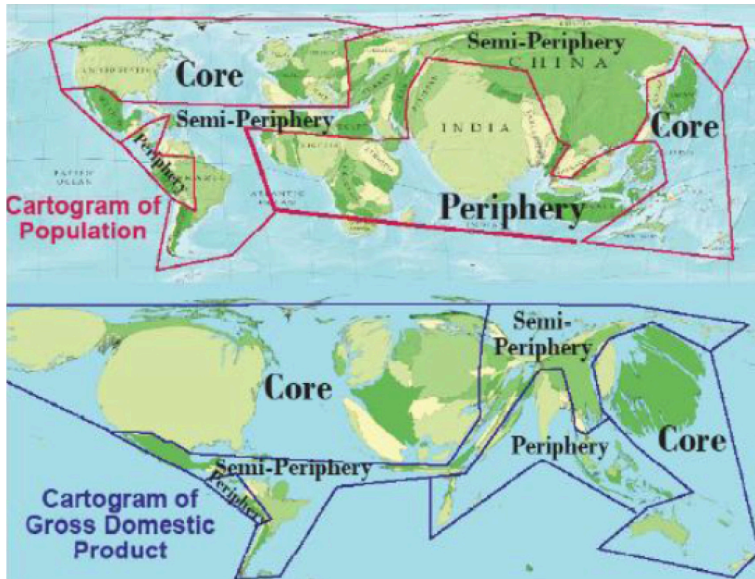 Semi-Periphery
CHINA
Core
INDIA
Semi-Periphery
Core
Periphery
PACIFIC
OCEAN
ATLANTIC
Periphery
Cartogram of
Population
Semi-
Periphery
Core
Periphery
Core
Semi-Periphery
Periphery
Cartogram of
Gross Domestic
Product